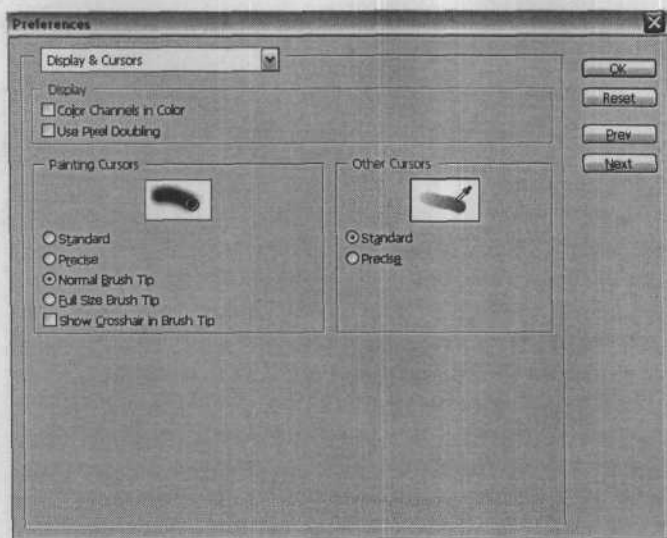 Preferences
Display & Cursors
Display
Color Channels in Color
Use Pixel Doubling
Painting Cursors
Standard
Precise
Normal Brush Tip
Full Size Brush Tip
Show Crosshair in Brush Tip
Other Cursors
Standard
Precise
OK
Reset
Prev
Next